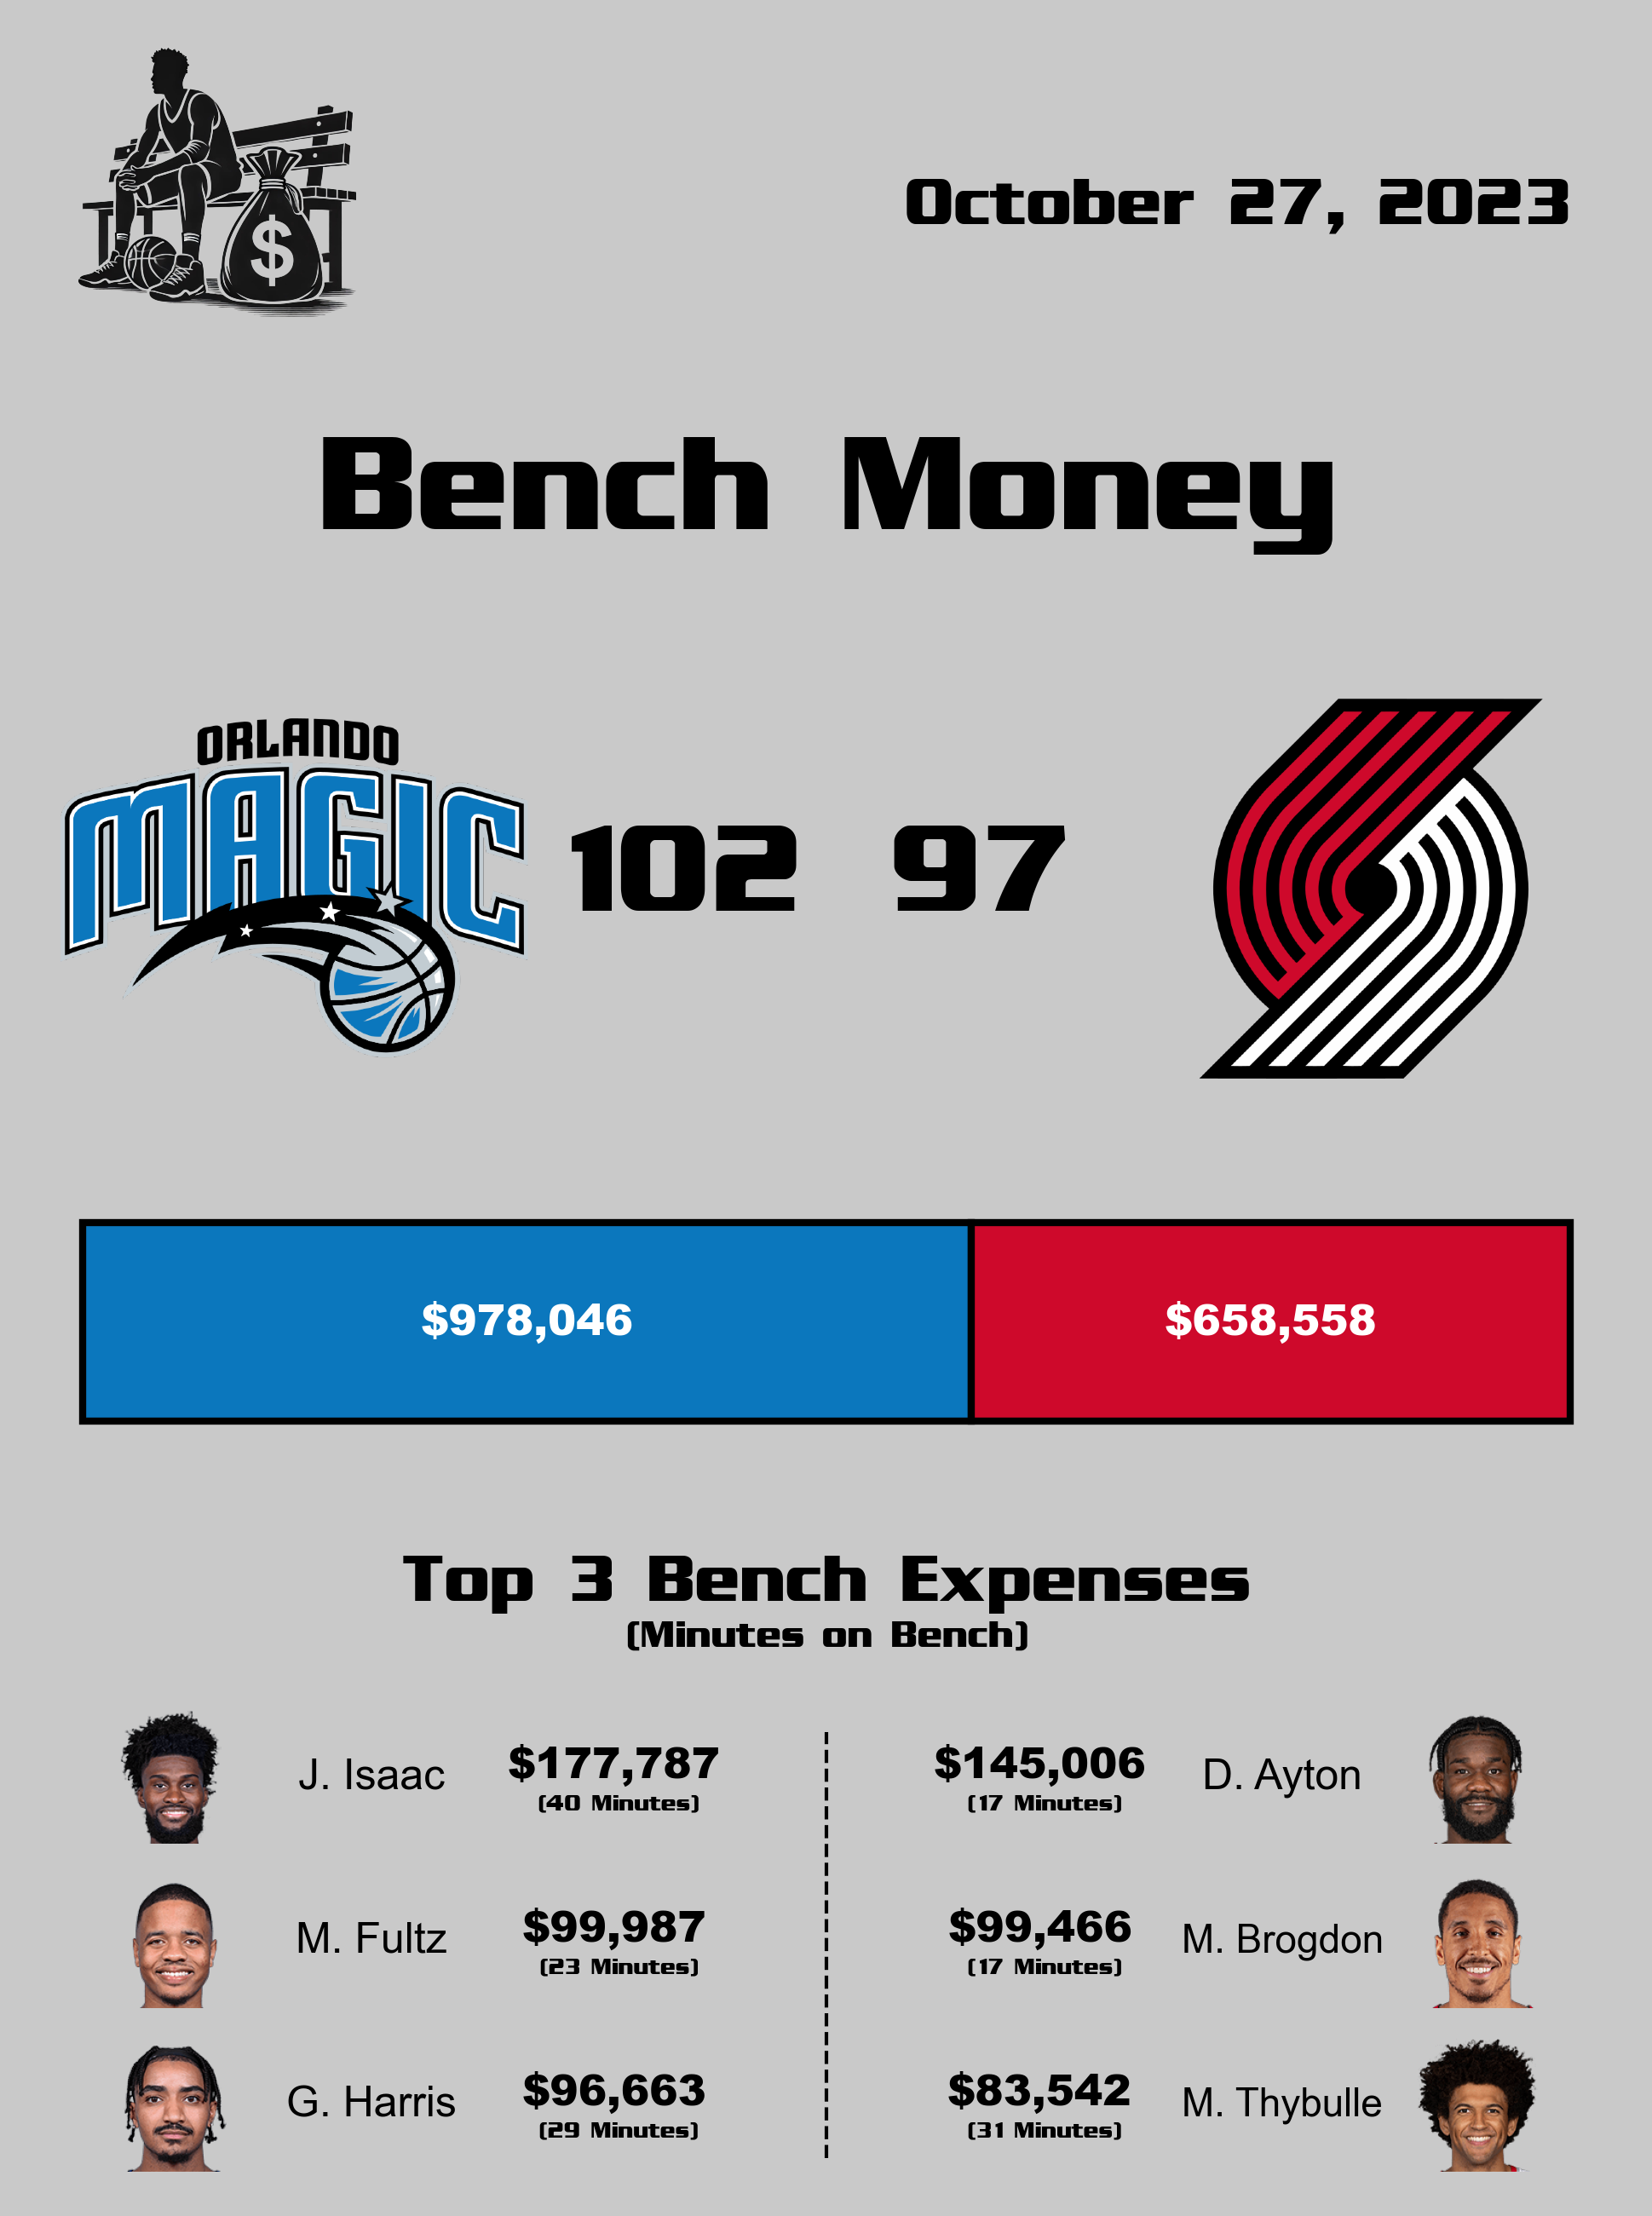 October 27, 2023
Bench Money
ORLANDO
MAGIC
102 97
$978,046 $658,558
Top 3 Bench Expenses
(Minutes on Bench)
J. Isaac $177,787 $145,006 D. Ayton
(40 Minutes) (17 Minutes)
M. Fultz $99,987 $99,466 M. Brogdon
(23 Minutes) (17 Minutes)
G. Harris $96,663 $83,542 M. Thybulle
(29 Minutes) (31 Minutes)
$